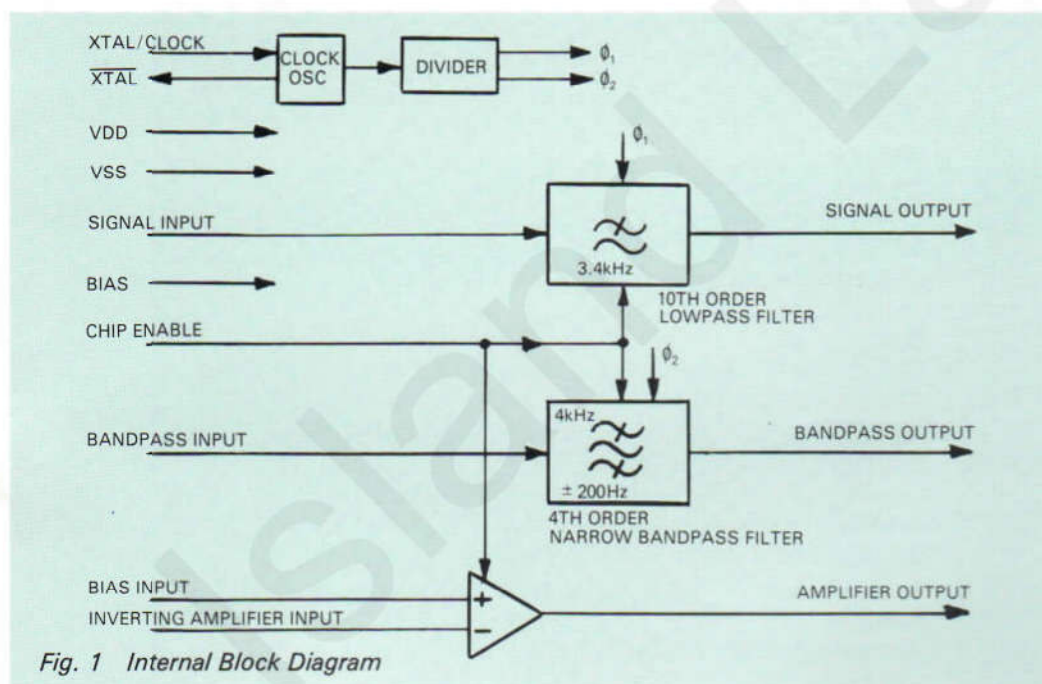 XTAL/CLOCK
XTAL
CLOCK
OSC
DIVIDER
ϕ₁
ϕ₂
VDD
VSS
ϕ₁
SIGNAL INPUT
SIGNAL OUTPUT
3.4kHz
BIAS
10TH ORDER
LOWPASS FILTER
CHIP ENABLE
ϕ₂
4kHz
BANDPASS INPUT
BANDPASS OUTPUT
± 200Hz
4TH ORDER
NARROW BANDPASS FILTER
BIAS INPUT
+
AMPLIFIER OUTPUT
INVERTING AMPLIFIER INPUT
−
Fig. 1 Internal Block Diagram
Island La